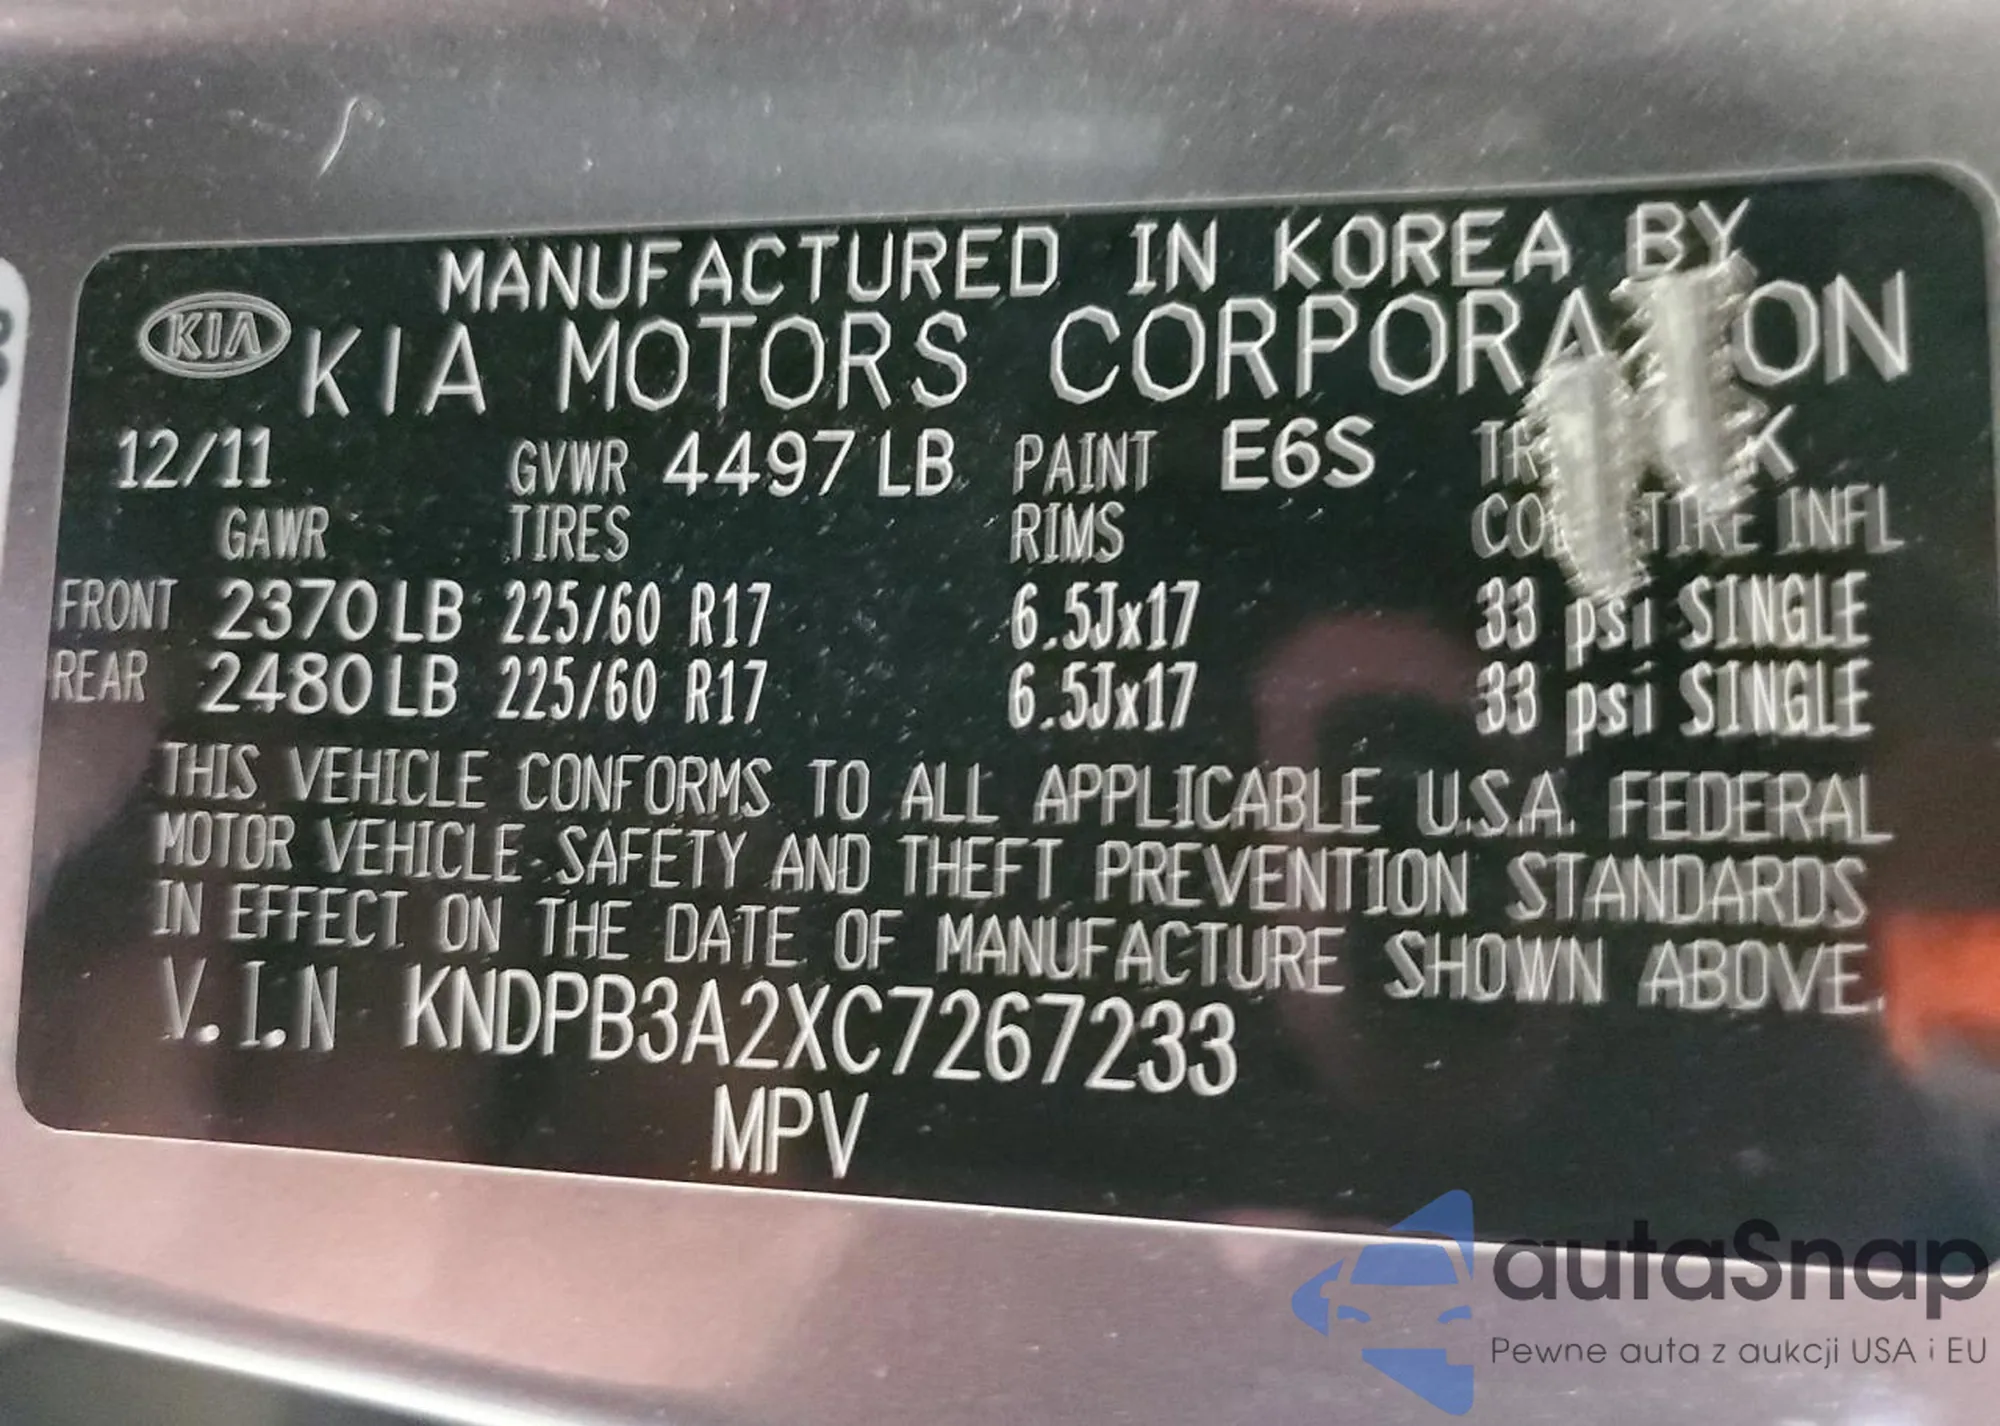 MANUFACTURED IN KOREA BY
KIA KIA MOTORS CORPORATION
12/11 GVWR 4497 LB PAINT E6S
GAWR TIRES RIMS TIRE INFL
FRONT 2370 LB 225/60 R17 6.5Jx17 33 psi SINGLE
REAR 2480 LB 225/60 R17 6.5Jx17 33 psi SINGLE
THIS VEHICLE CONFORMS TO ALL APPLICABLE U.S.A. FEDERAL
MOTOR VEHICLE SAFETY AND THEFT PREVENTION STANDARDS
IN EFFECT ON THE DATE OF MANUFACTURE SHOWN ABOVE.
V.I.N KNDPB3A2XC7267233
MPV
autaSnap
Pewne auta z aukcji USA i EU